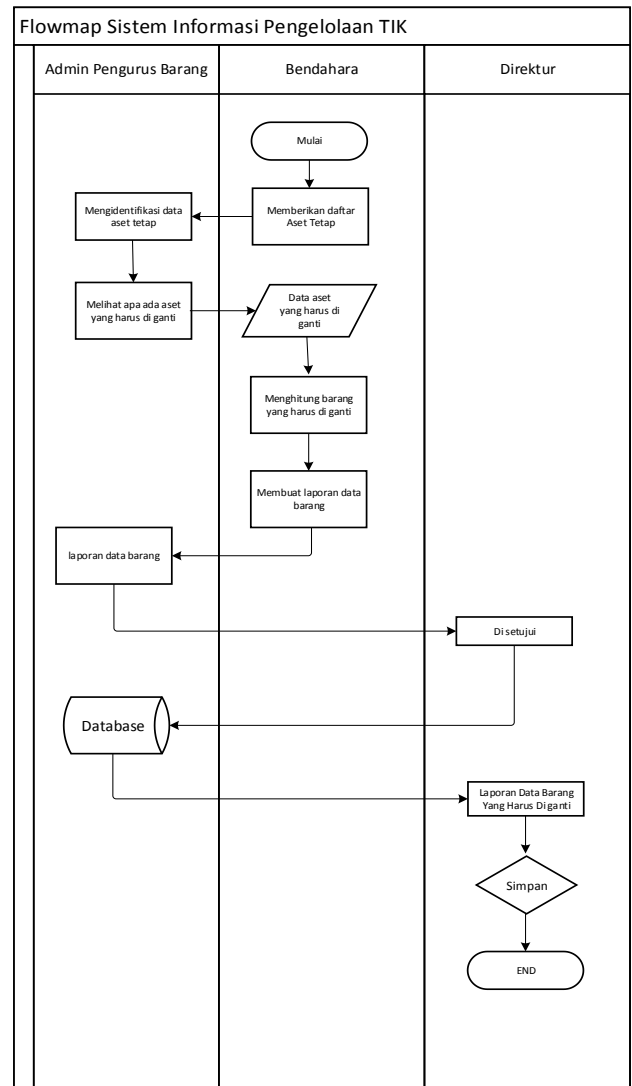 Flowmap Sistem Informasi Pengelolaan TIK
Admin Pengurus Barang
Bendahara
Direktur
Mulai
Memberikan daftar
Aset Tetap
Mengidentifikasi data
aset tetap
Melihat apa ada aset
yang harus di ganti
Data aset
yang harus di
ganti
Menghitung barang
yang harus di ganti
Membuat laporan data
barang
laporan data barang
Di setujui
Database
Laporan Data Barang
Yang Harus Di ganti
Simpan
END